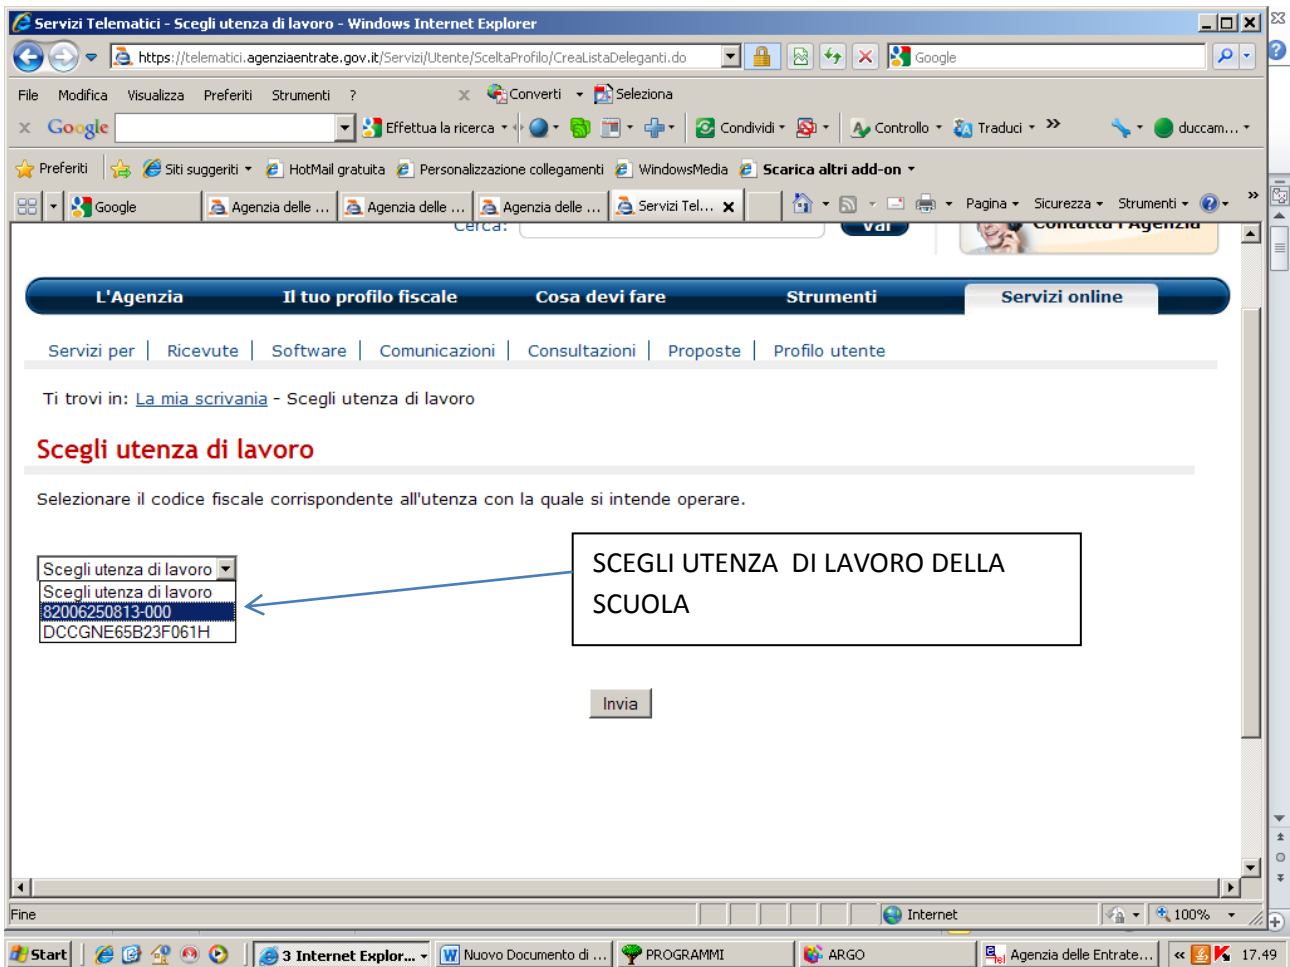 Servizi Telematici - Scegli utenza di lavoro - Windows Internet Explorer
https://telematici.agenziaentrate.gov.it/Servizi/Utente/SceltaProfilo/CreaListaDeleganti.do
Google
File Modifica Visualizza Preferiti Strumenti ? x Converti Seleziona
x Google Effettua la ricerca Condividi Controllo Traduci » duccam...
Preferiti Siti suggeriti HotMail gratuita Personalizzazione collegamenti WindowsMedia Scarica altri add-on
Google Agenzia delle ... Agenzia delle ... Agenzia delle ... Servizi Tel... x Pagina Sicurezza Strumenti »
Cerca: Vai Contatta l'Agenzia
L'Agenzia Il tuo profilo fiscale Cosa devi fare Strumenti Servizi online
Servizi per | Ricevute | Software | Comunicazioni | Consultazioni | Proposte | Profilo utente
Ti trovi in: La mia scrivania - Scegli utenza di lavoro
Scegli utenza di lavoro
Selezionare il codice fiscale corrispondente all'utenza con la quale si intende operare.
Scegli utenza di lavoro
Scegli utenza di lavoro
82006250813-000
DCCGNE65B23F061H
SCEGLI UTENZA DI LAVORO DELLA
SCUOLA
Invia
Fine Internet 100%
Start 3 Internet Explor... Nuovo Documento di ... PROGRAMMI ARGO Agenzia delle Entrate... « 17.49